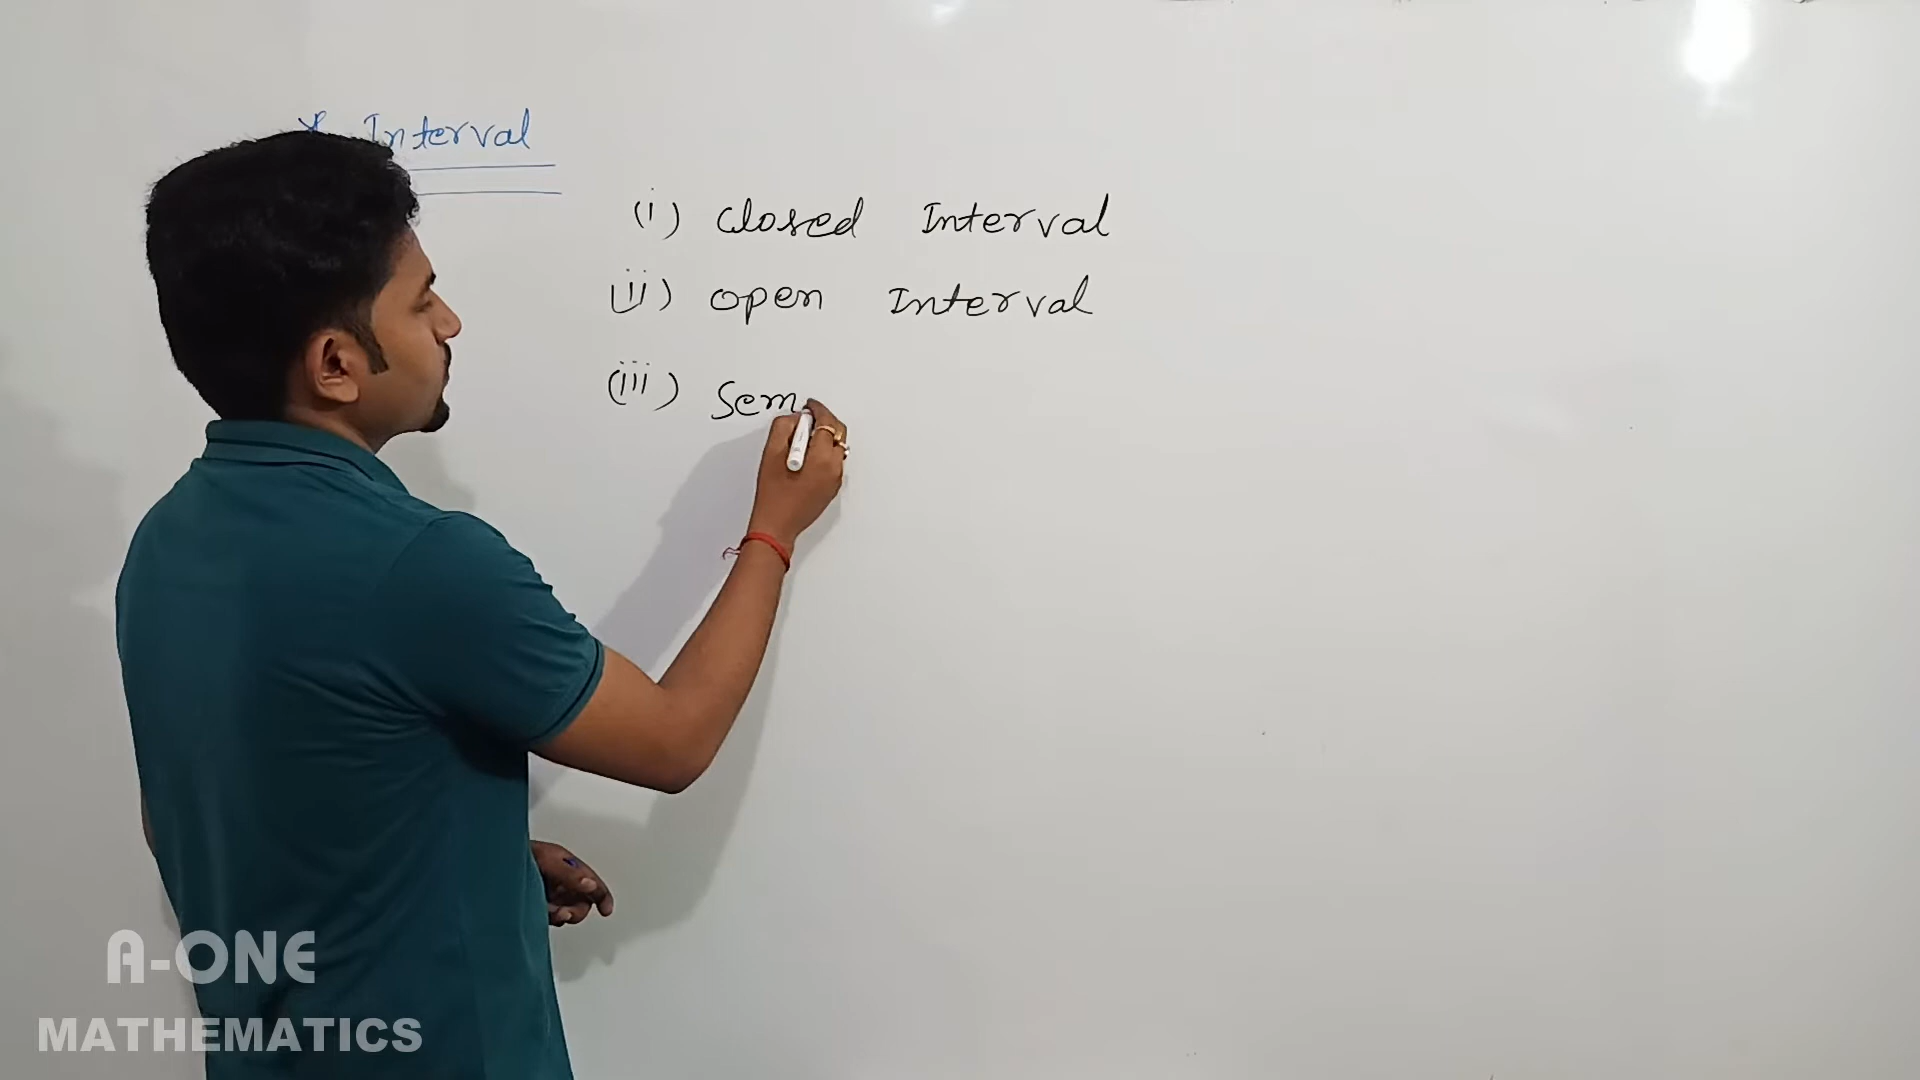 * Interval
(i) Closed Interval
(ii) open Interval
(iii) Sem
A-ONE
MATHEMATICS